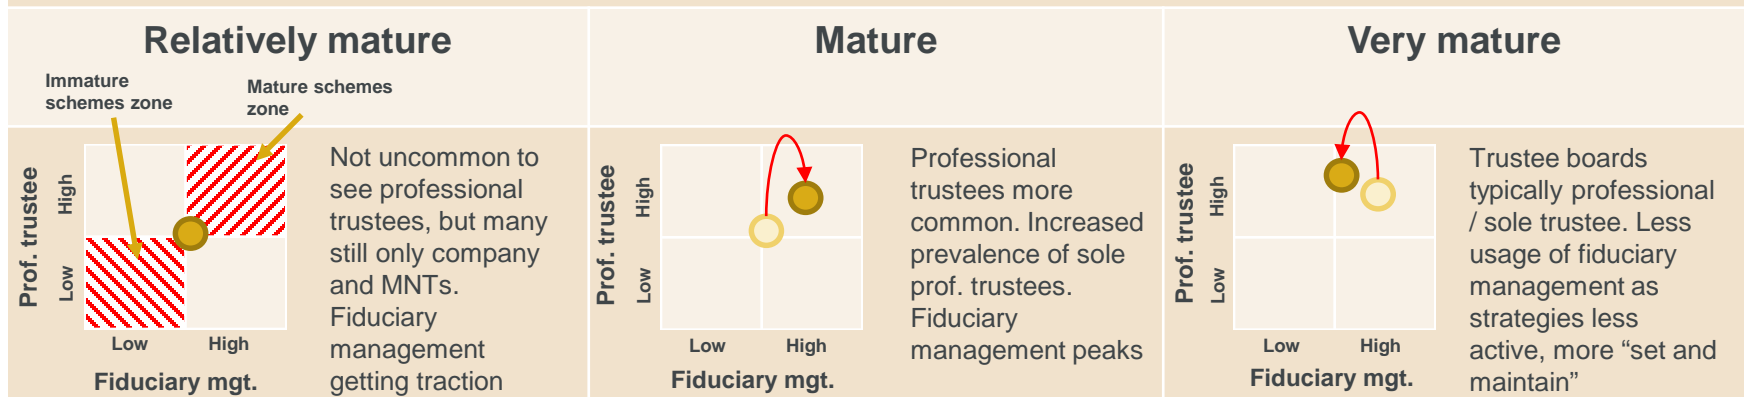 Relatively mature
Immature
schemes zone
Mature schemes
zone
Prof. trustee
High
Low
Low
High
Fiduciary mgt.
Not uncommon to
see professional
trustees, but many
still only company
and MNTs.
Fiduciary
management
getting traction
Mature
Prof. trustee
High
Low
Low
High
Fiduciary mgt.
Professional
trustees more
common. Increased
prevalence of sole
prof. trustees.
Fiduciary
management peaks
Very mature
Prof. trustee
High
Low
Low
High
Fiduciary mgt.
Trustee boards
typically professional
/ sole trustee. Less
usage of fiduciary
management as
strategies less
active, more “set and
maintain”